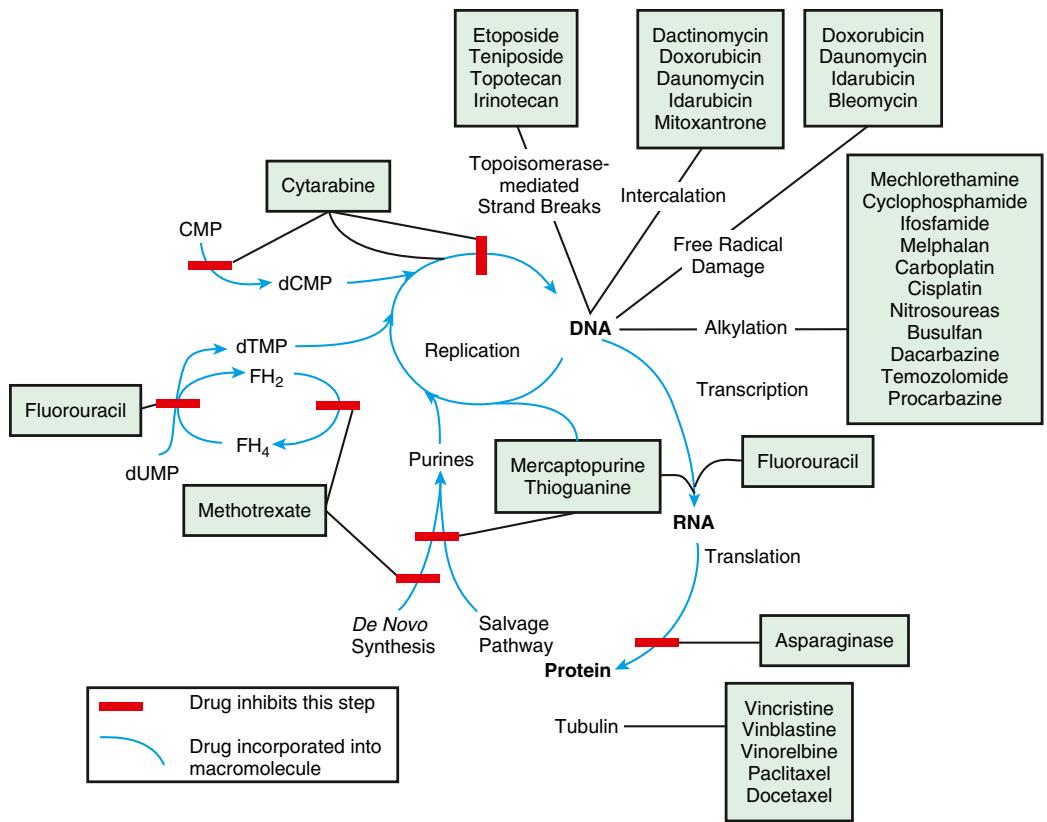 Etoposide
Teniposide
Topotecan
Irinotecan
Dactinomycin
Doxorubicin
Daunomycin
Idarubicin
Mitoxantrone
Doxorubicin
Daunomycin
Idarubicin
Bleomycin
Topoisomerase-
mediated
Strand Breaks
Intercalation
Free Radical
Damage
Mechlorethamine
Cyclophosphamide
Ifosfamide
Melphalan
Carboplatin
Cisplatin
Nitrosoureas
Busulfan
Dacarbazine
Temozolomide
Procarbazine
Cytarabine
CMP
dCMP
DNA
Alkylation
dTMP
Replication
FH2
Transcription
Fluorouracil
FH4
dUMP
Purines
Mercaptopurine
Thioguanine
Fluorouracil
Methotrexate
RNA
Translation
De Novo
Synthesis
Salvage
Pathway
Asparaginase
Protein
Drug inhibits this step
Drug incorporated into
macromolecule
Tubulin
Vincristine
Vinblastine
Vinorelbine
Paclitaxel
Docetaxel